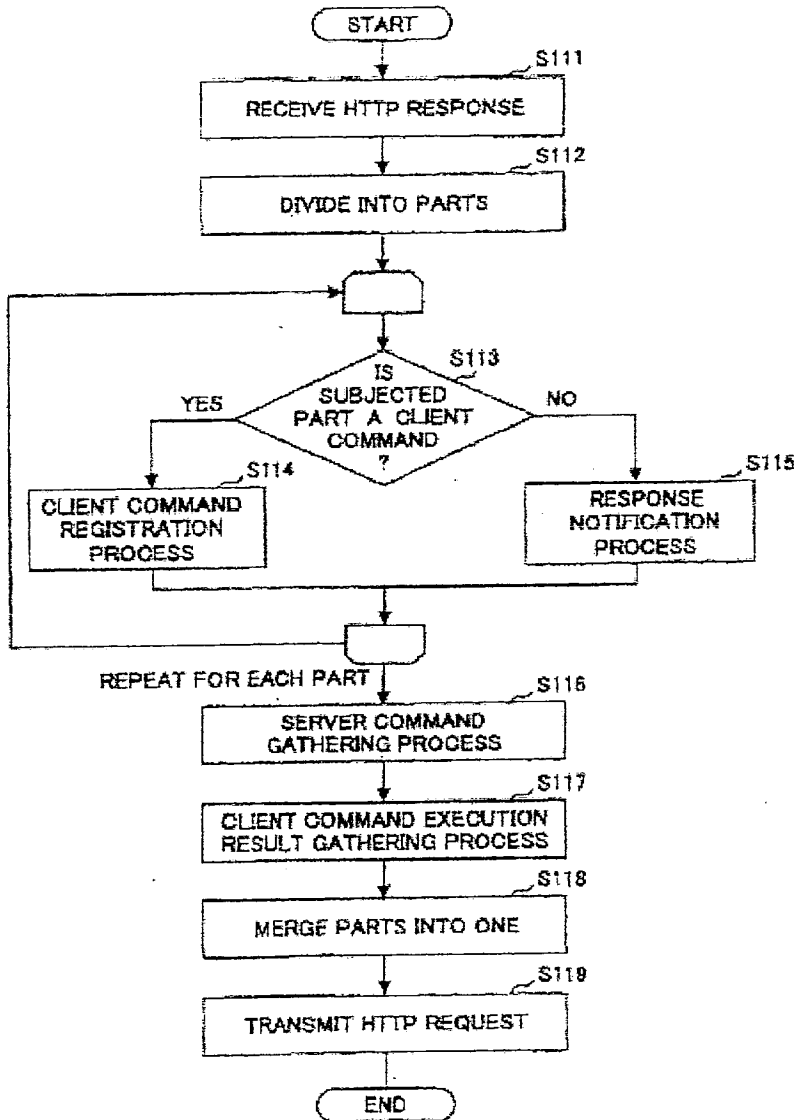 START
S111
RECEIVE HTTP RESPONSE
S112
DIVIDE INTO PARTS
S113
IS
SUBJECTED
PART A CLIENT
COMMAND
?
YES
NO
S114
CLIENT COMMAND
REGISTRATION
PROCESS
S115
RESPONSE
NOTIFICATION
PROCESS
REPEAT FOR EACH PART
S116
SERVER COMMAND
GATHERING PROCESS
S117
CLIENT COMMAND EXECUTION
RESULT GATHERING PROCESS
S118
MERGE PARTS INTO ONE
S119
TRANSMIT HTTP REQUEST
END